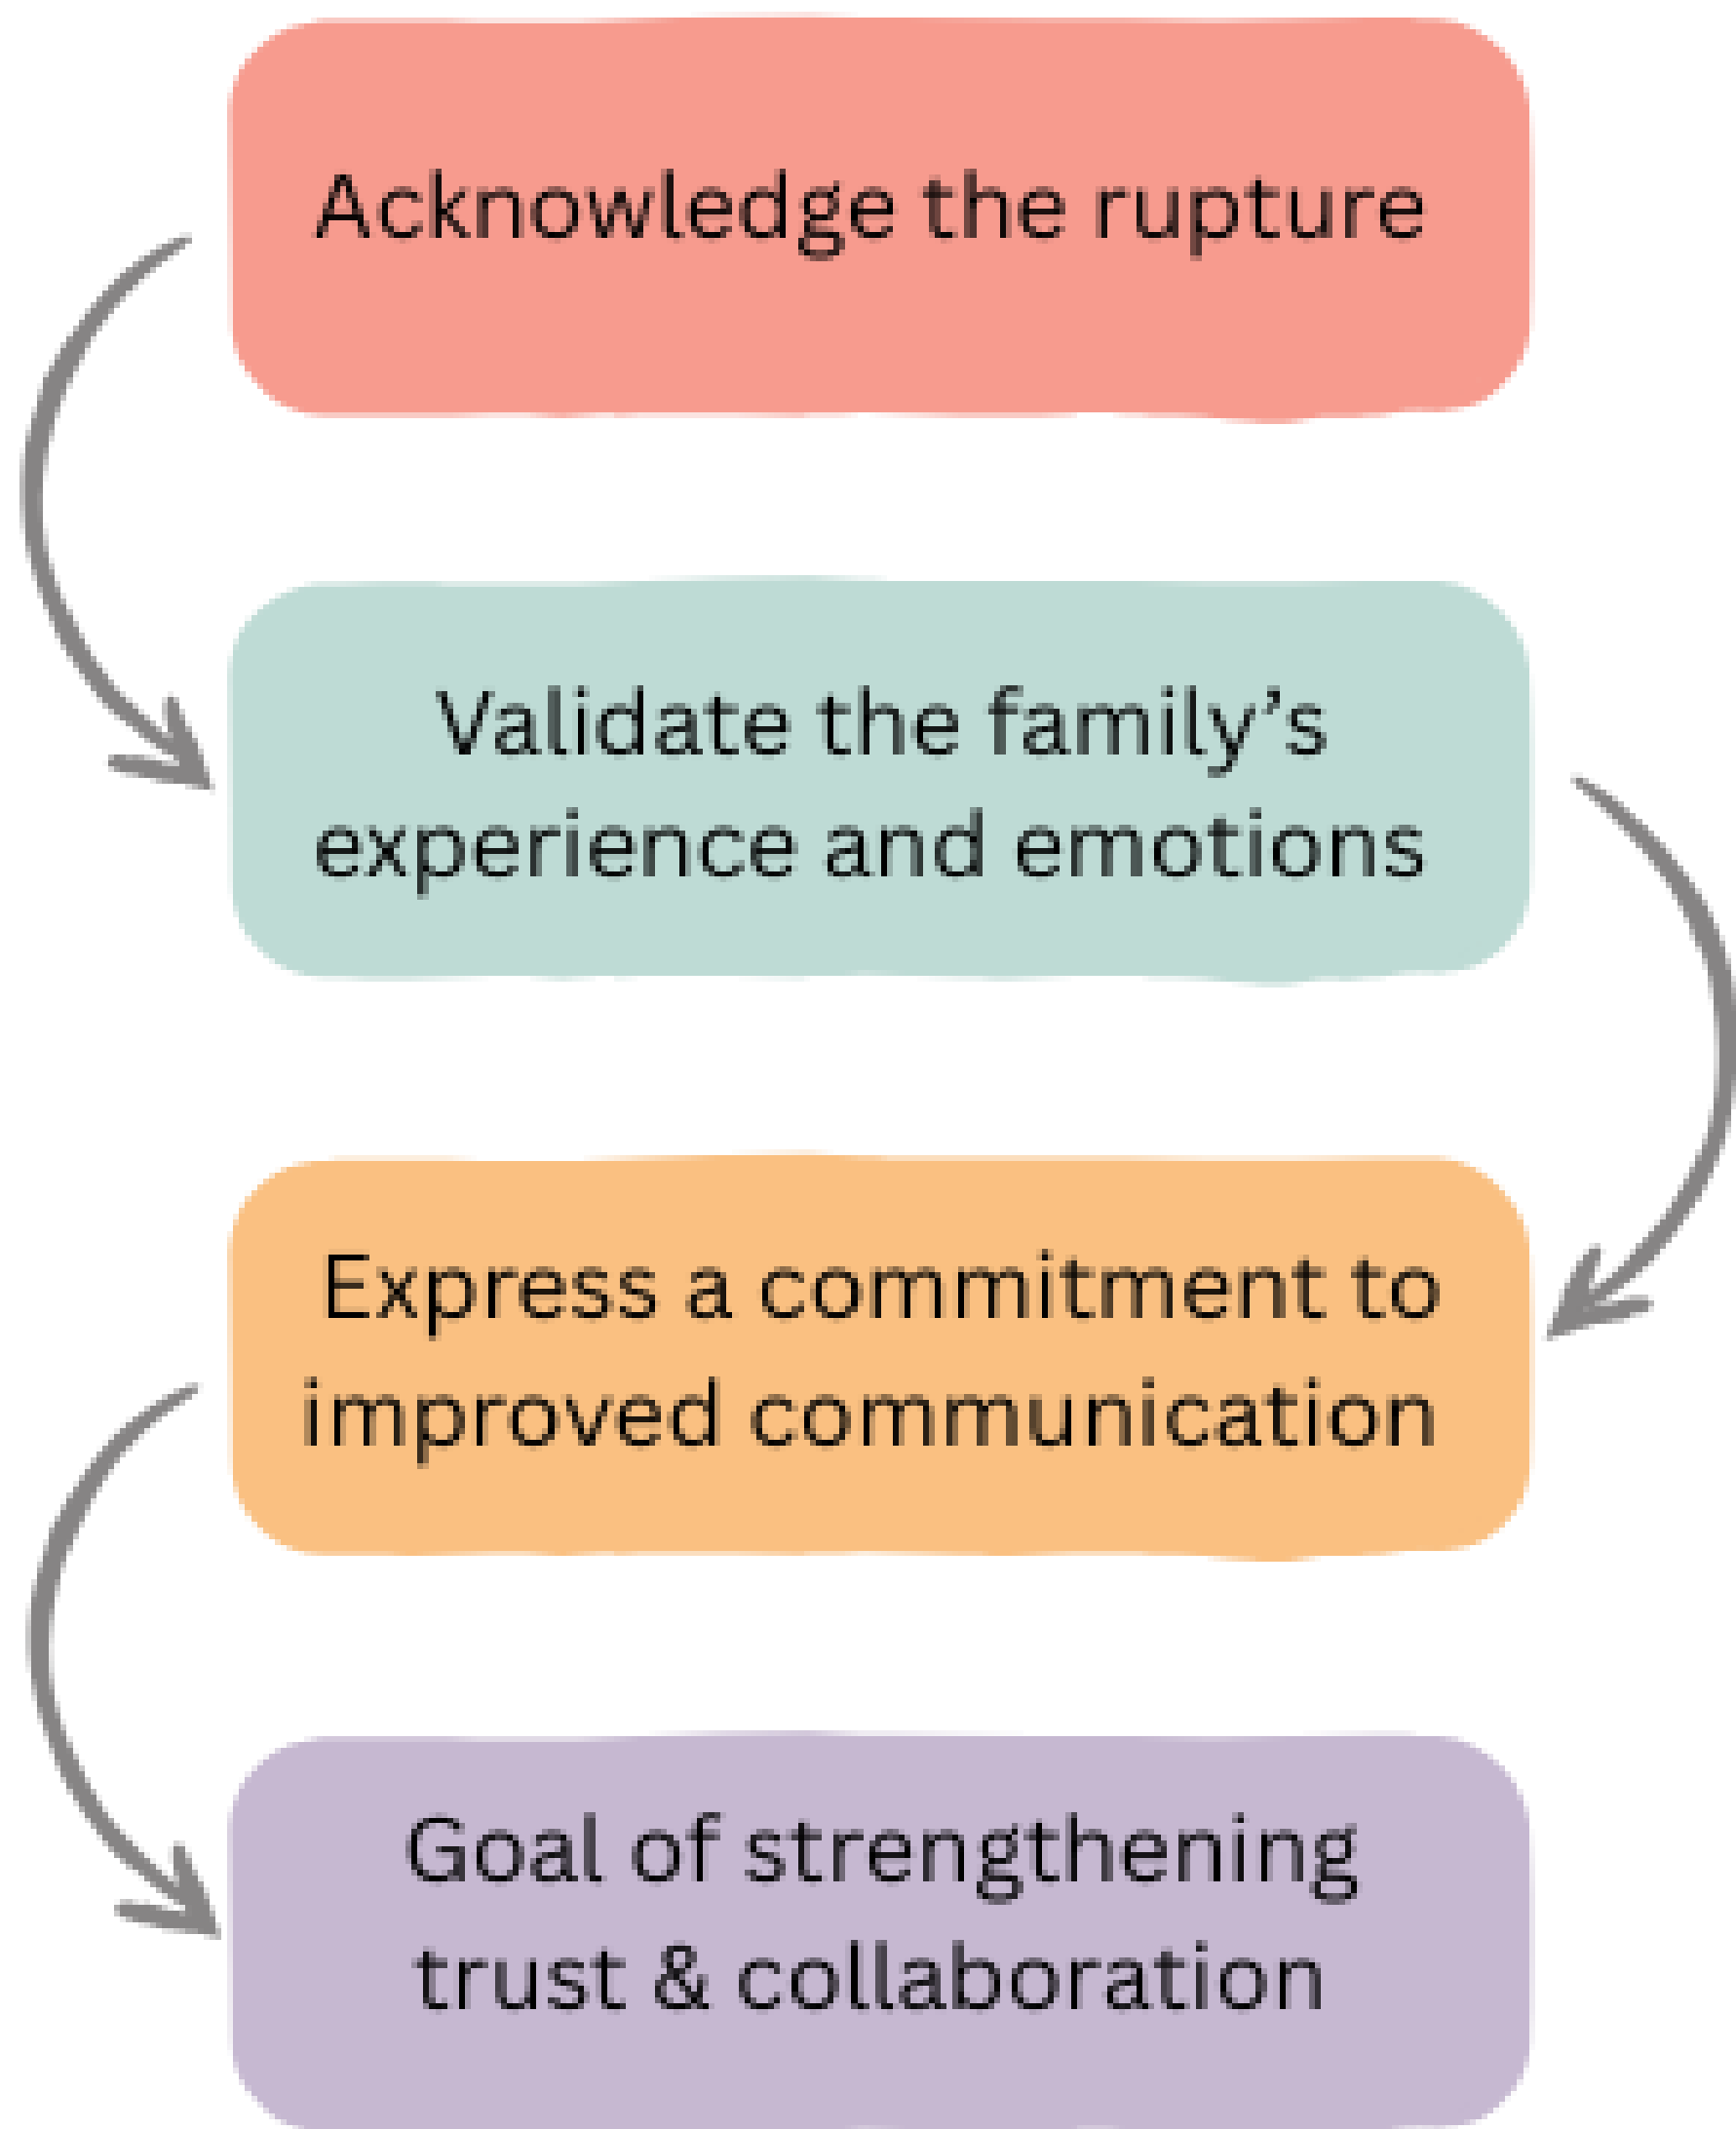 Acknowledge the rupture
Validate the family’s
experience and emotions
Express a commitment to
improved communication
Goal of strengthening
trust & collaboration